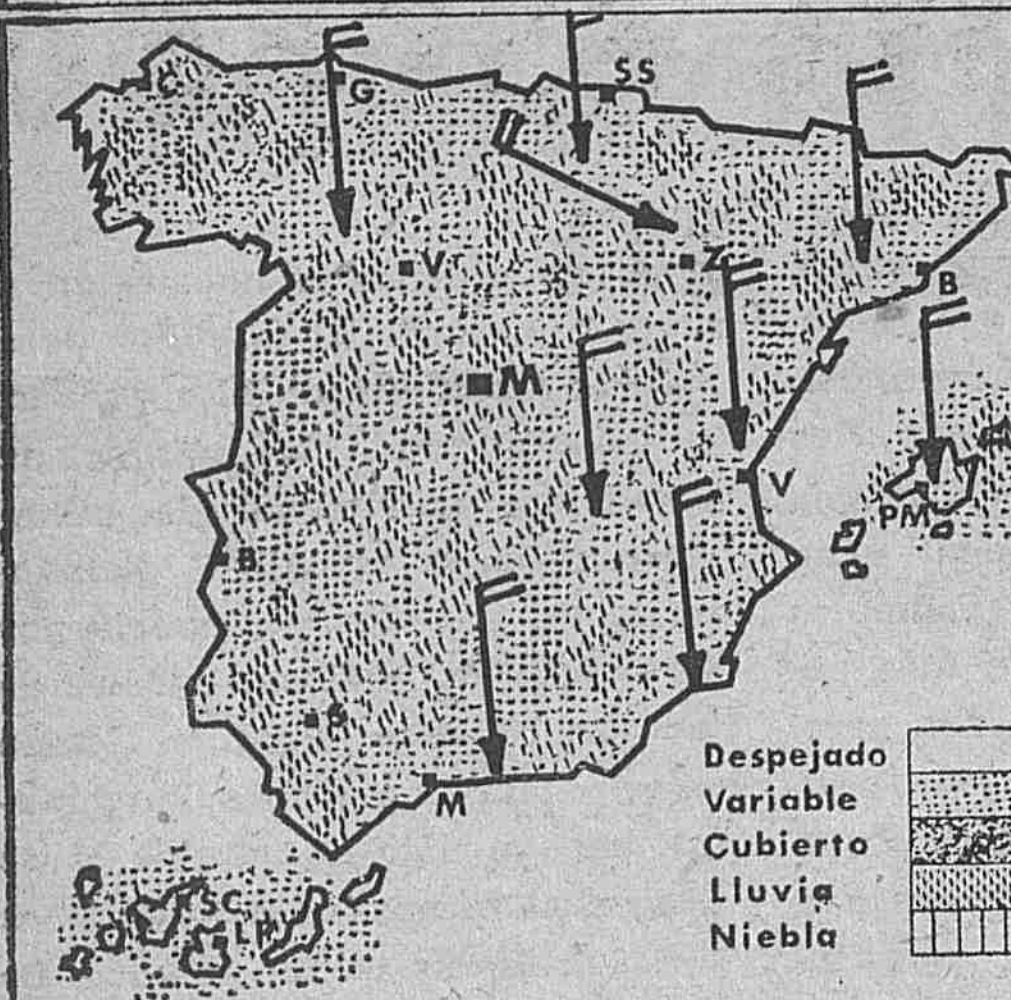 C
G
SS
V
Z
B
M
V
PM
B
S
M
SC
LP
Despejado
Variable
Cubierto
Lluvia
Niebla